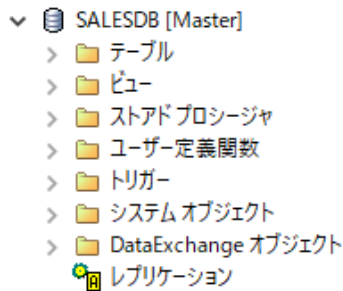 SALESDB [Master]
テーブル
ビュー
ストアド プロシージャ
ユーザー定義関数
トリガー
システム オブジェクト
DataExchange オブジェクト
レプリケーション